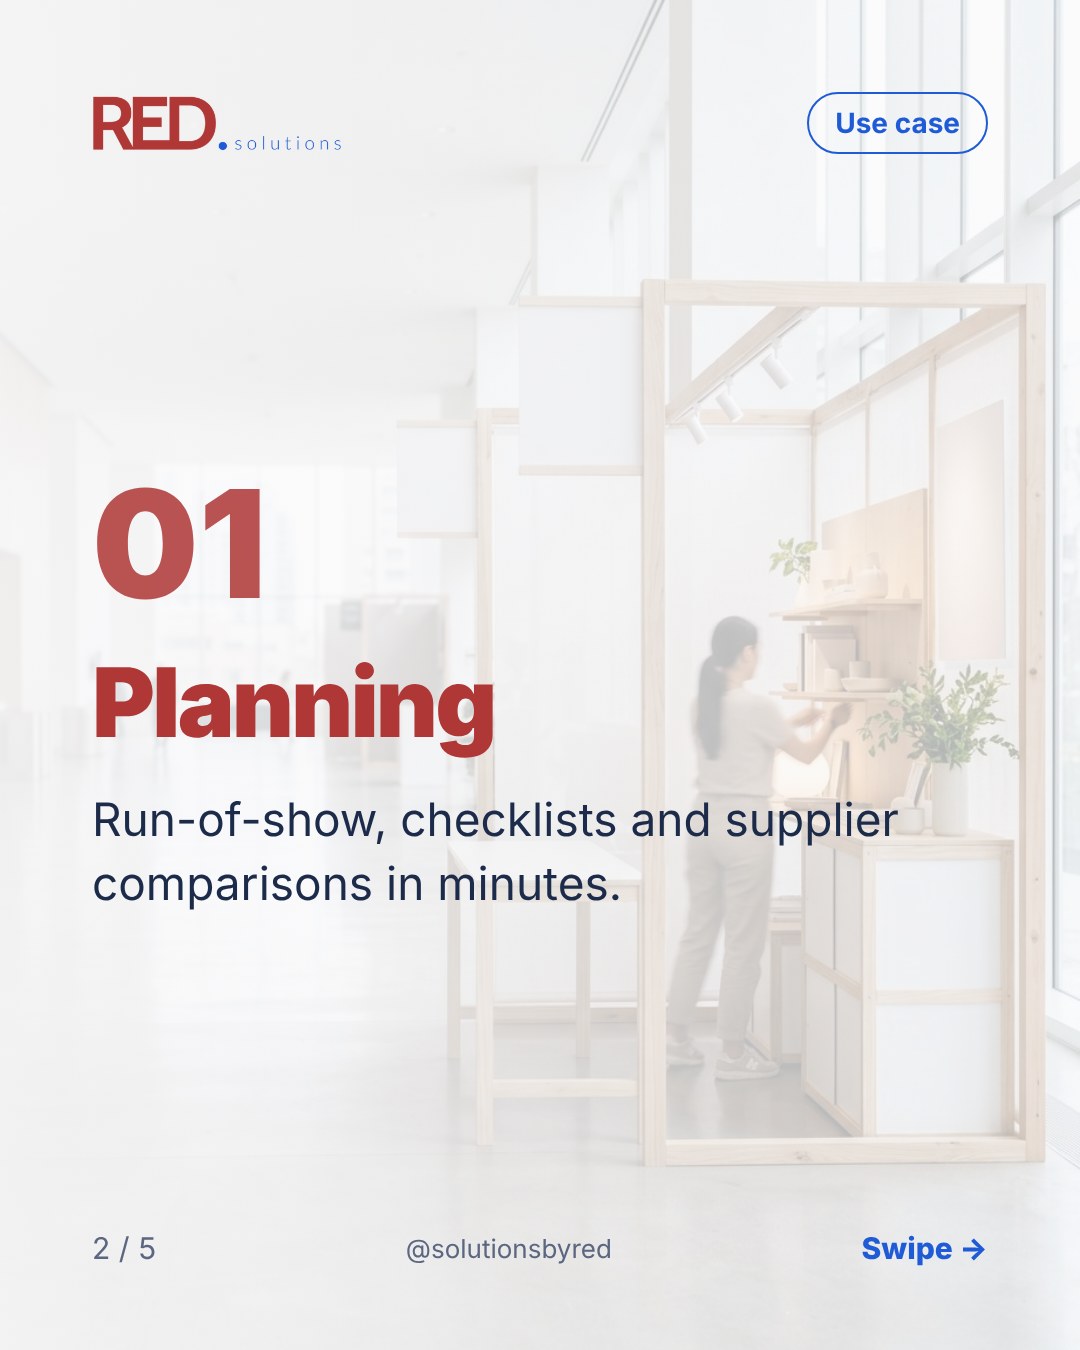 RED.solutions
Use case
01
Planning
Run-of-show, checklists and supplier
comparisons in minutes.
2 / 5
@solutionsbyred
Swipe →